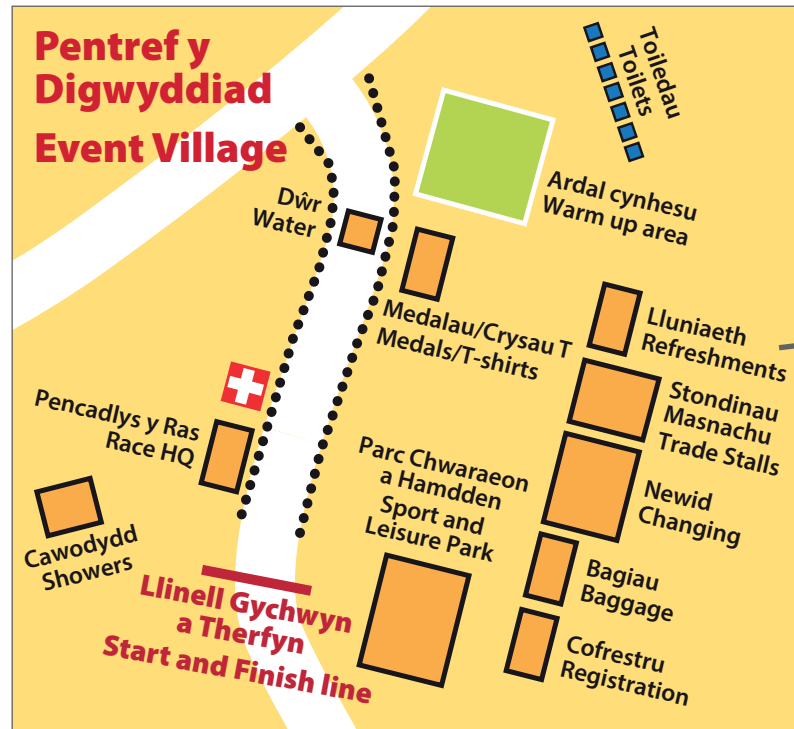 Pentref y
Digwyddiad
Event Village
Toiledau
Toilets
Dŵr
Water
Ardal cynhesu
Warm up area
Medalau/Crysau T
Medals/T-shirts
Lluniaeth
Refreshments
Stondinau
Masnachu
Trade Stalls
Pencadlys y Ras
Race HQ
Parc Chwaraeon
a Hamdden
Sport and
Leisure Park
Newid
Changing
Cawodydd
Showers
Bagiau
Baggage
Llinell Gychwyn
a Therfyn
Start and Finish line
Cofrestru
Registration